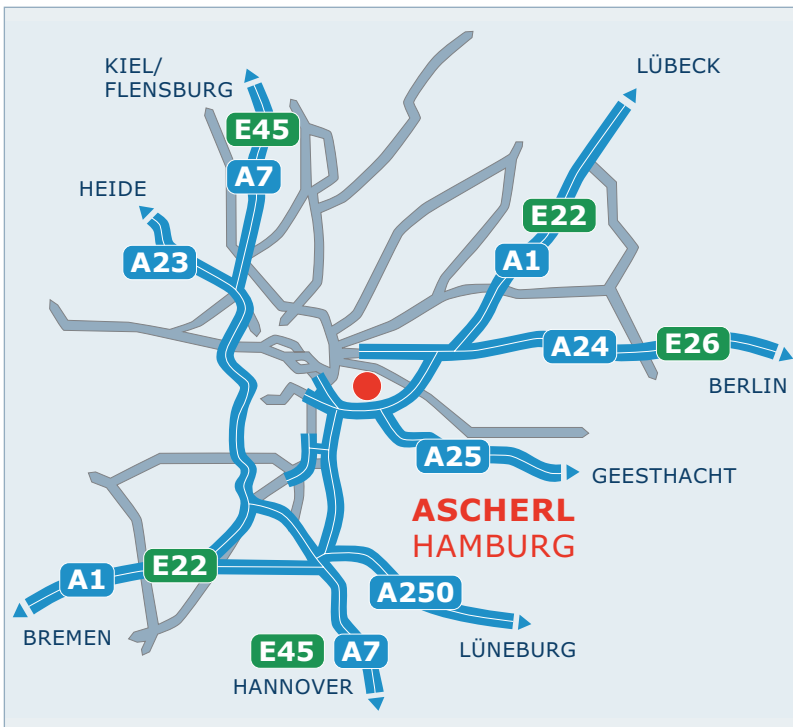 KIEL/
FLENSBURG
LÜBECK
E45
A7
HEIDE
E22
A23
A1
A24
E26
BERLIN
A25
GEESTHACHT
ASCHERL
HAMBURG
E22
A1
A250
BREMEN
E45
A7
LÜNEBURG
HANNOVER